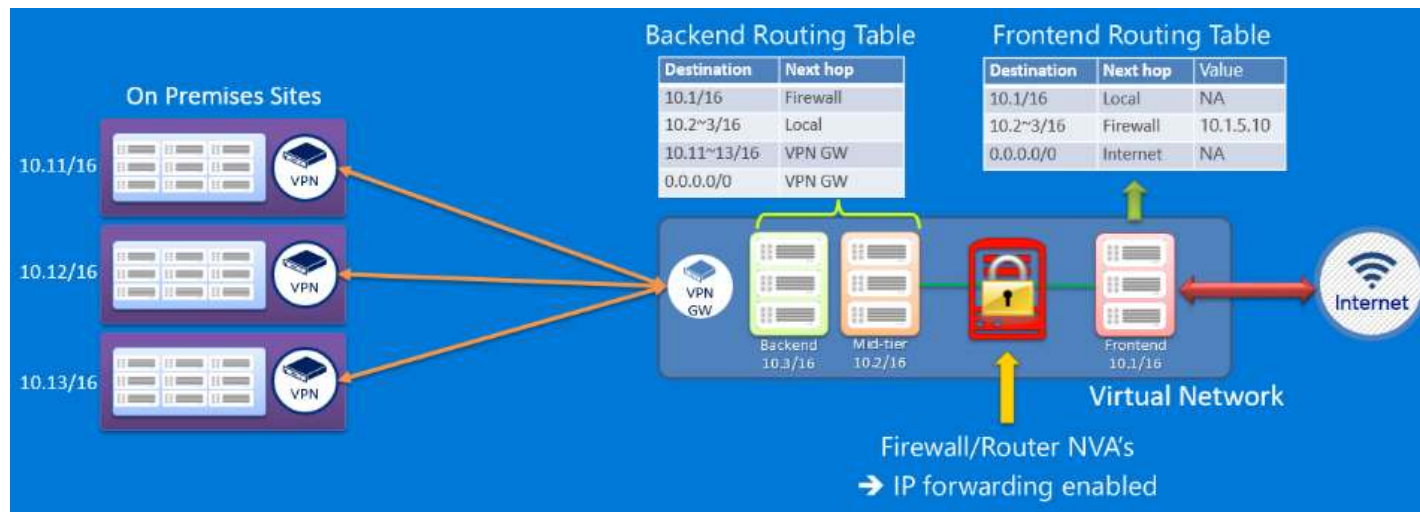 Backend Routing Table
Destination Next hop
10.1/16 Firewall
10.2~3/16 Local
10.11~13/16 VPN GW
0.0.0.0/0 VPN GW
Frontend Routing Table
Destination Next hop Value
10.1/16 Local NA
10.2~3/16 Firewall 10.1.5.10
0.0.0.0/0 Internet NA
On Premises Sites
10.11/16
VPN
10.12/16
VPN
10.13/16
VPN
VPN
GW
Backend
10.3/16
Mid-tier
10.2/16
Frontend
10.1/16
Internet
Virtual Network
Firewall/Router NVA's
➔ IP forwarding enabled